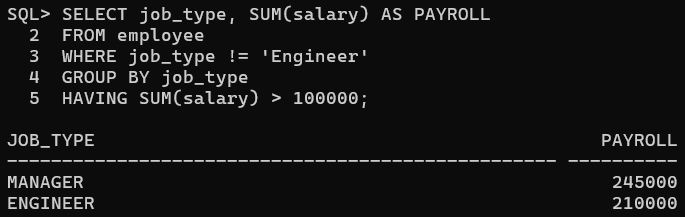 SQL> SELECT job_type, SUM(salary) AS PAYROLL
  2  FROM employee
  3  WHERE job_type != 'Engineer'
  4  GROUP BY job_type
  5  HAVING SUM(salary) > 100000;

JOB_TYPE                                              PAYROLL
-------------------------------------------------- ----------
MANAGER                                                245000
ENGINEER                                               210000